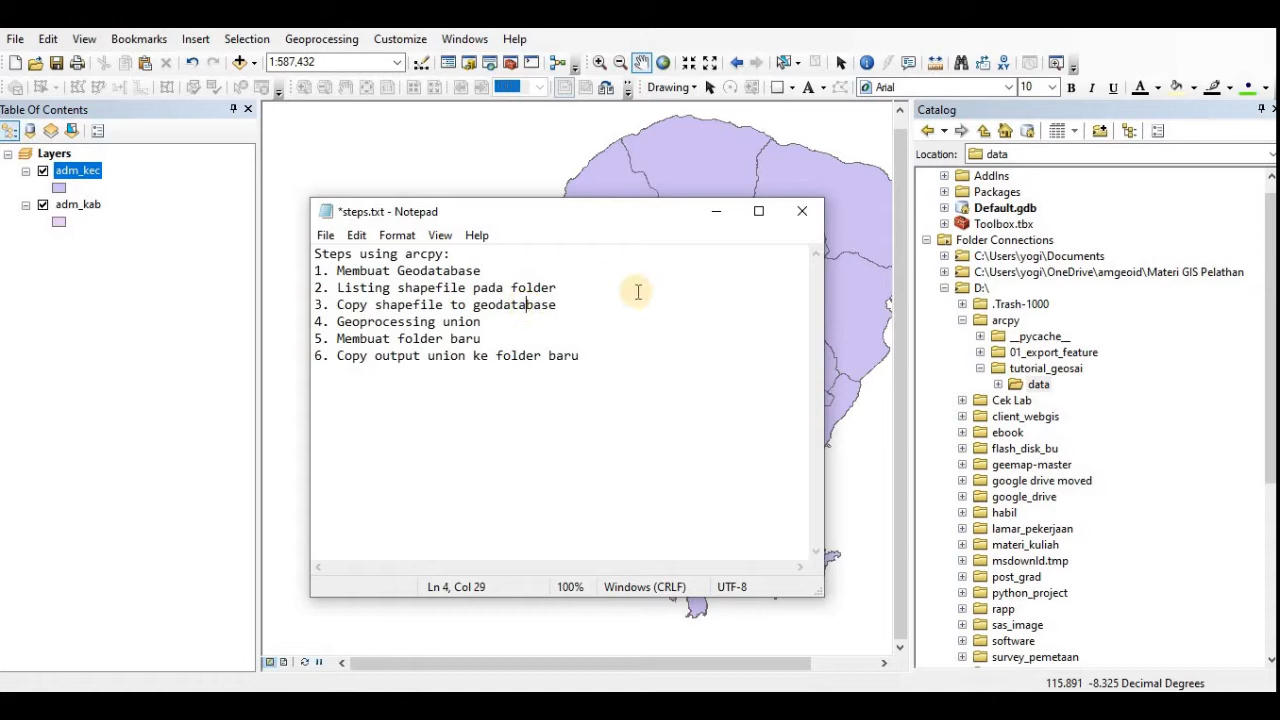 File Edit View Bookmarks Insert Selection Geoprocessing Customize Windows Help
1:587,432
Drawing A Arial 10 B I U A
Table Of Contents
Layers
adm_kec
adm_kab
*steps.txt - Notepad
File Edit Format View Help
Steps using arcpy:
1. Membuat Geodatabase
2. Listing shapefile pada folder
3. Copy shapefile to geodatabase
4. Geoprocessing union
5. Membuat folder baru
6. Copy output union ke folder baru
Ln 4, Col 29 100% Windows (CRLF) UTF-8
Catalog
Location: data
AddIns
Packages
Default.gdb
Toolbox.tbx
Folder Connections
C:\Users\yogi\Documents
C:\Users\yogi\OneDrive\amgeoid\Materi GIS Pelathan
D:\
.Trash-1000
arcpy
__pycache__
01_export_feature
tutorial_geosai
data
Cek Lab
client_webgis
ebook
flash_disk_bu
geemap-master
google drive moved
google_drive
habil
lamar_pekerjaan
materi_kuliah
msdownld.tmp
post_grad
python_project
rapp
sas_image
software
survey_pemetaan
115.891 -8.325 Decimal Degrees